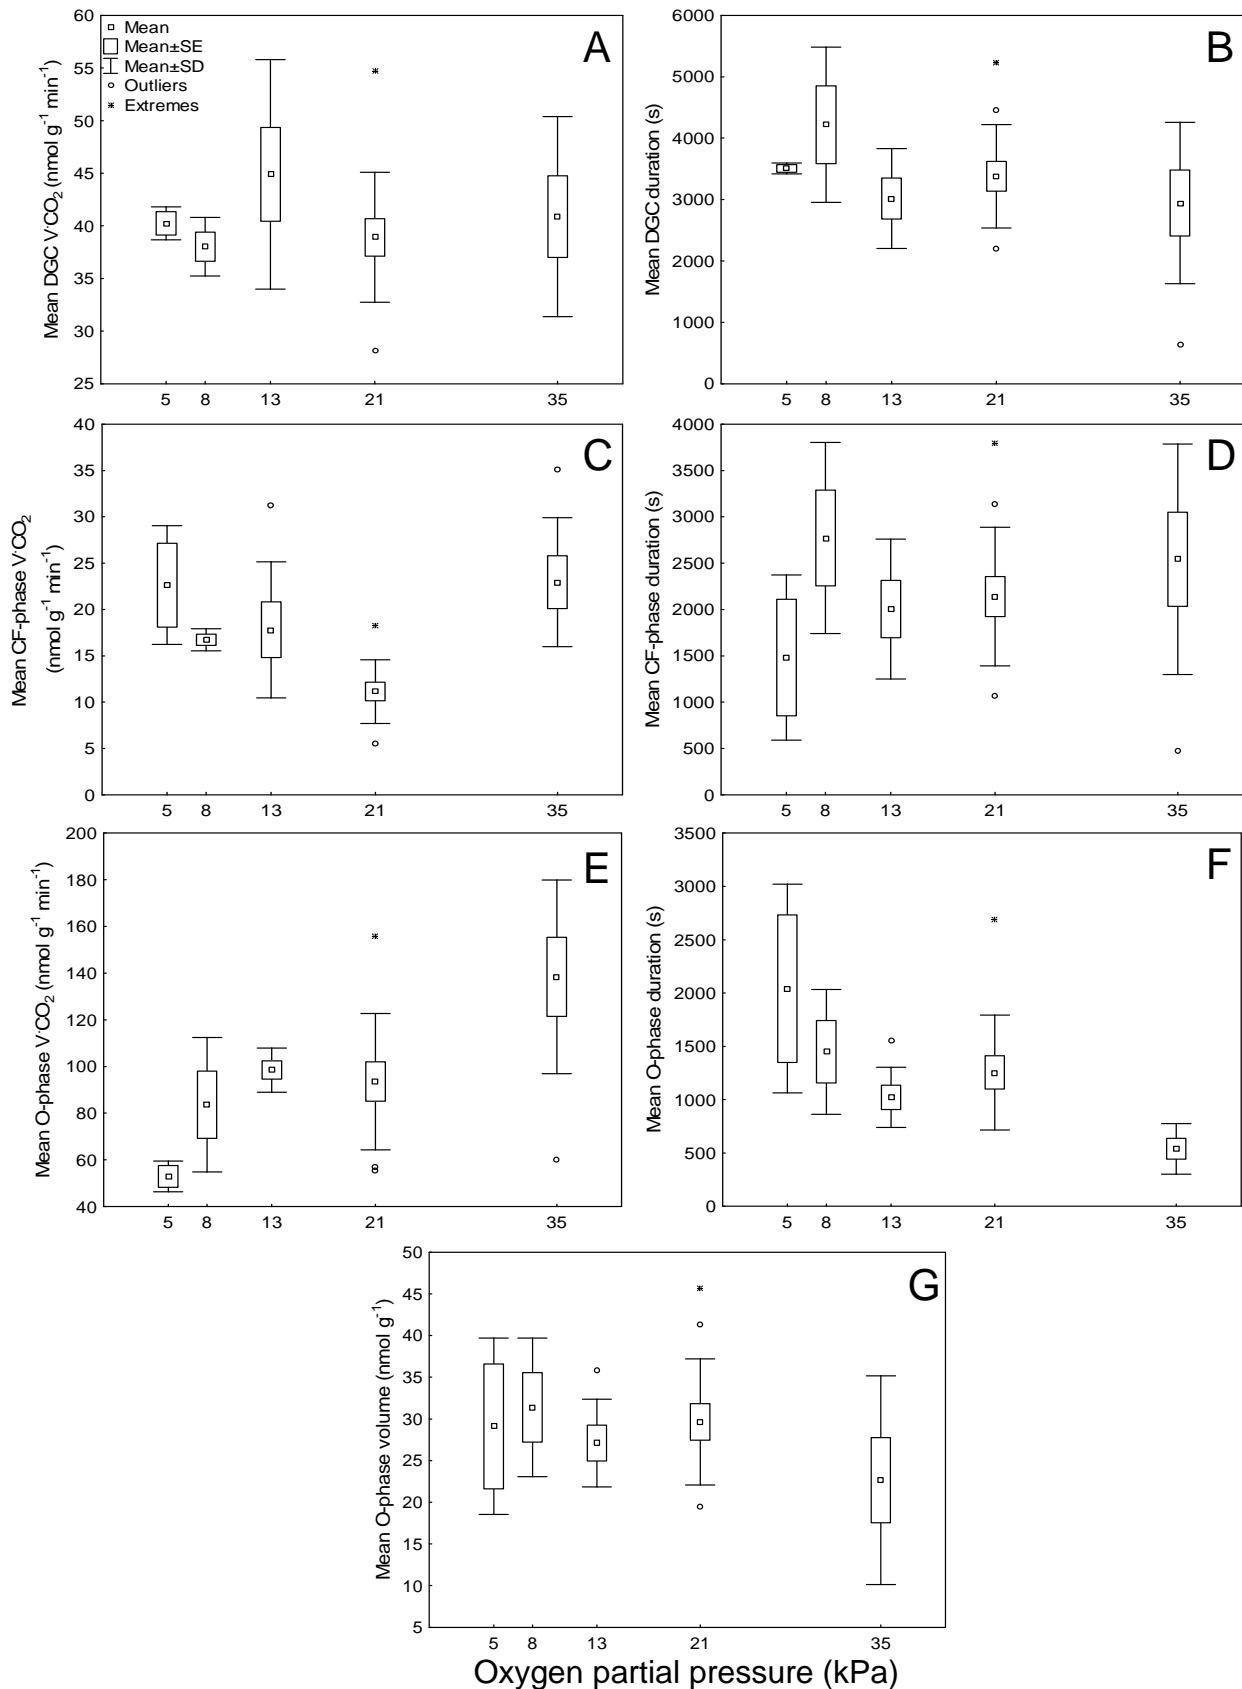 A
Mean
Mean±SE
Mean±SD
Outliers
Extremes
Mean DGC V·CO2 (nmol g-1 min-1)
60
55
50
45
40
35
30
25
5 8 13 21 35
B
Mean DGC duration (s)
6000
5000
4000
3000
2000
1000
0
5 8 13 21 35
C
Mean CF-phase V·CO2
(nmol g-1 min-1)
40
35
30
25
20
15
10
5
0
5 8 13 21 35
D
Mean CF-phase duration (s)
4000
3500
3000
2500
2000
1500
1000
500
0
5 8 13 21 35
E
Mean O-phase V·CO2 (nmol g-1 min-1)
200
180
160
140
120
100
80
60
40
5 8 13 21 35
F
Mean O-phase duration (s)
3500
3000
2500
2000
1500
1000
500
0
5 8 13 21 35
G
Mean O-phase volume (nmol g-1)
50
45
40
35
30
25
20
15
10
5
5 8 13 21 35
Oxygen partial pressure (kPa)